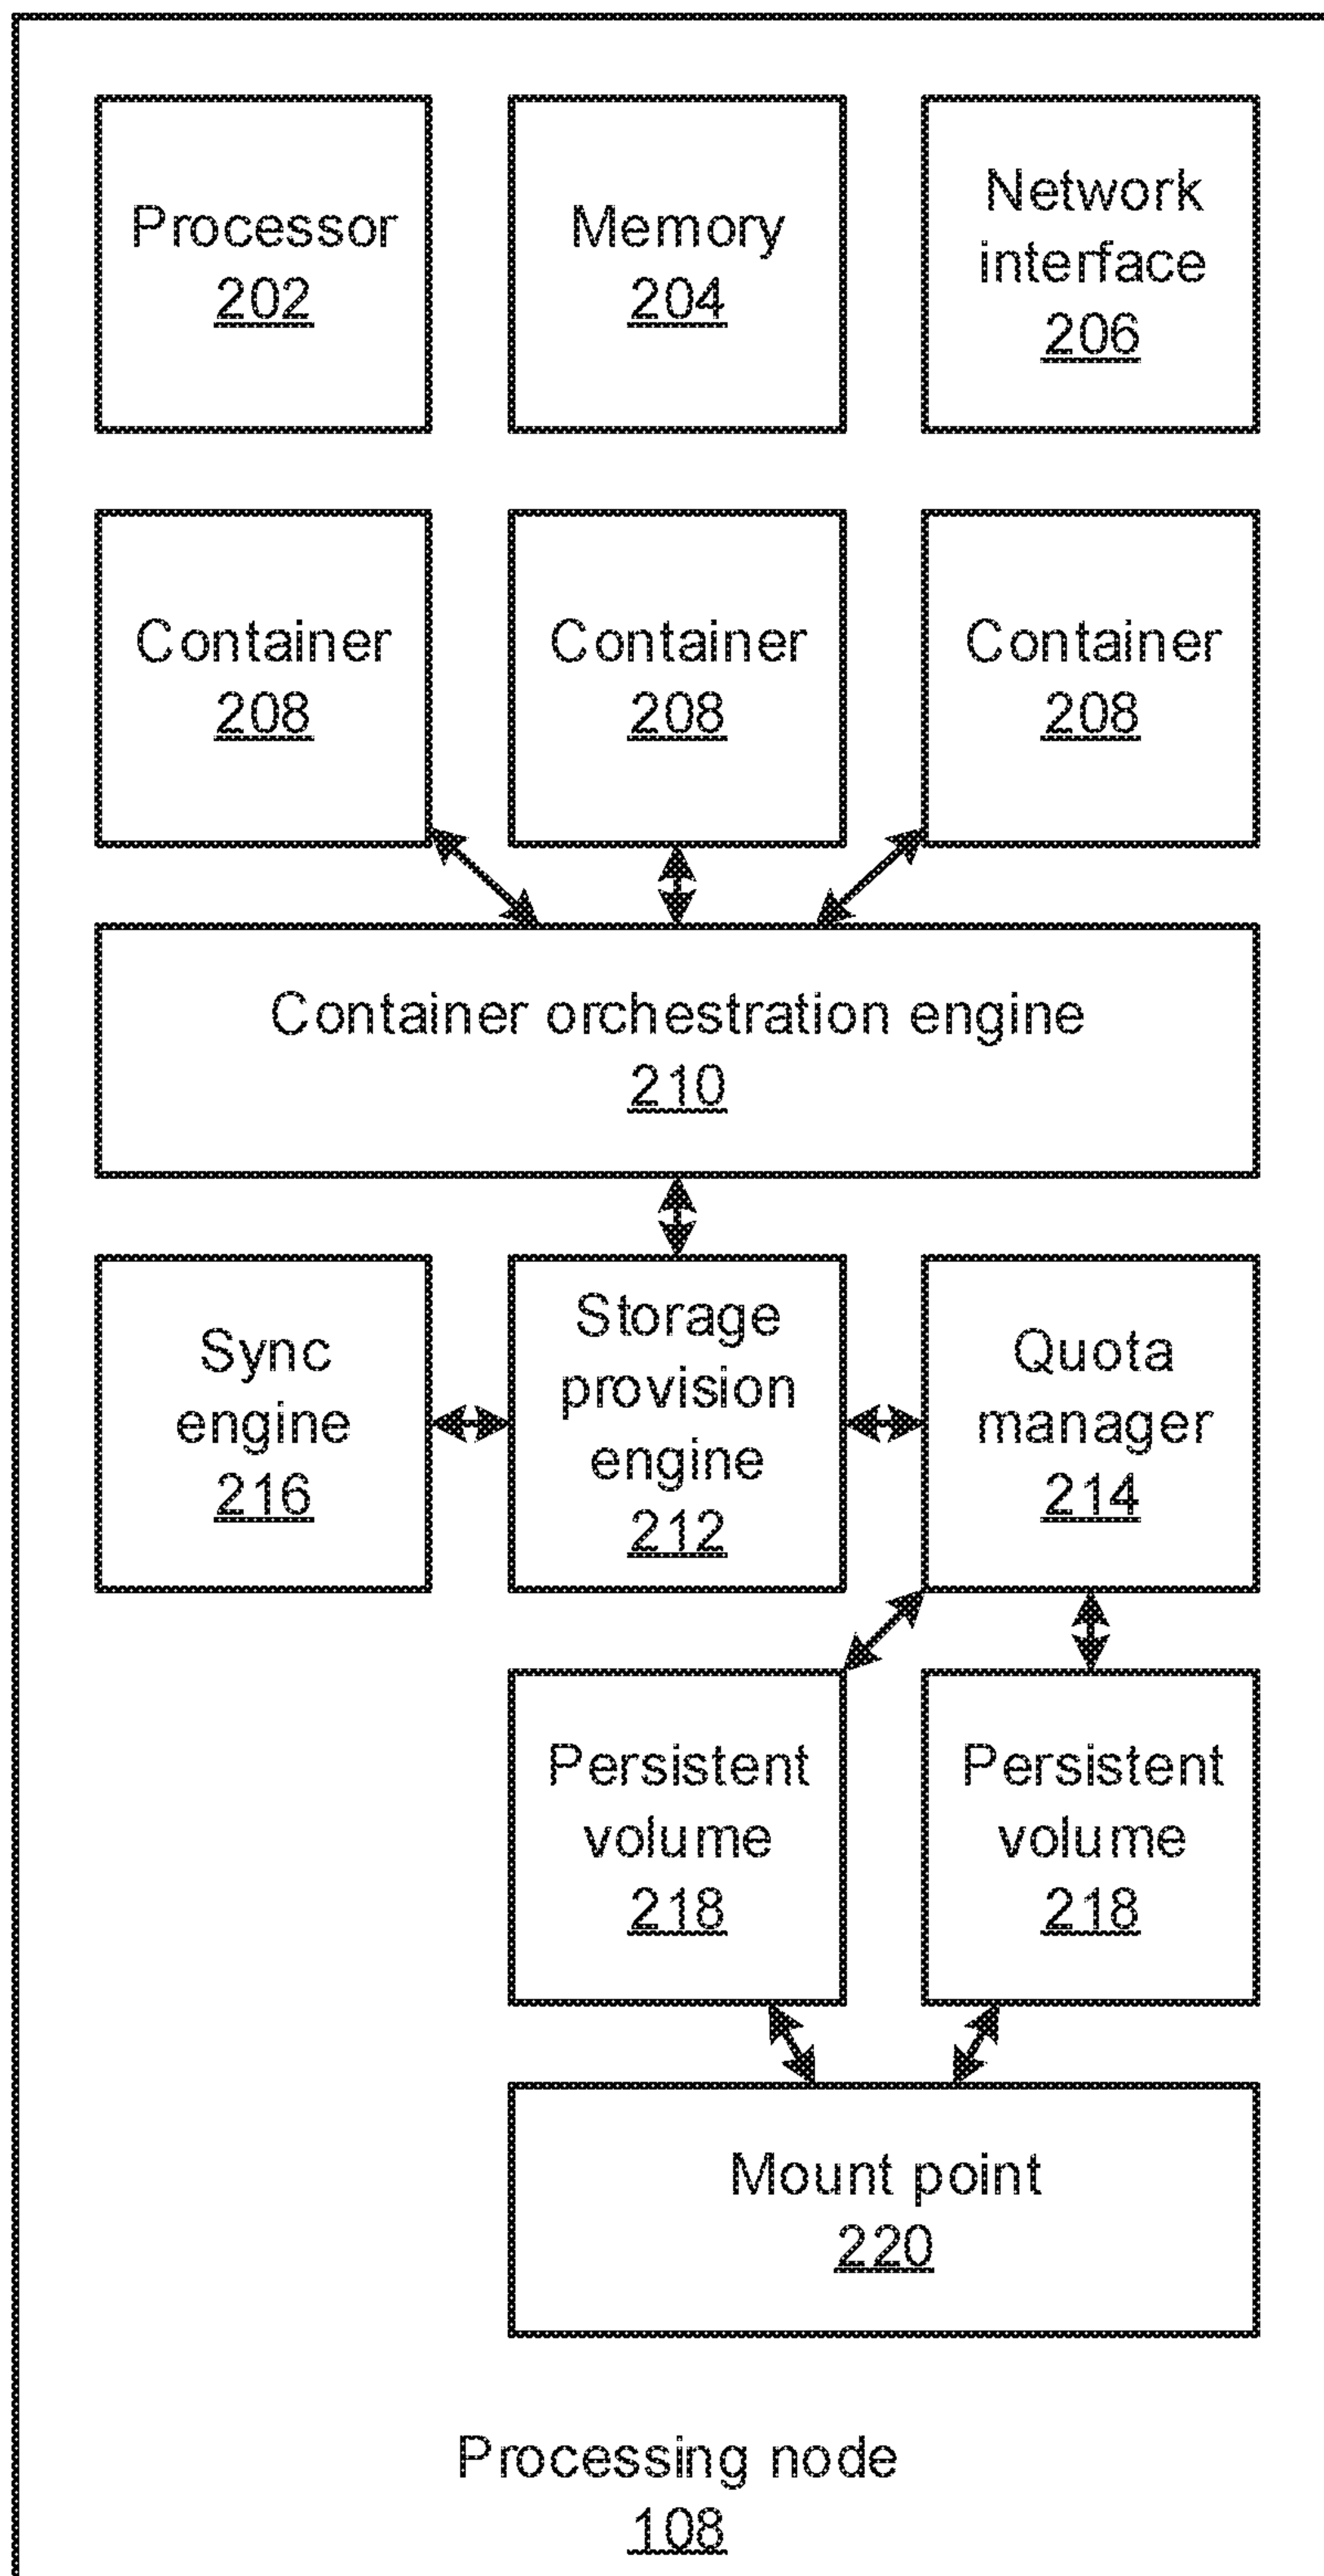 Processor
202
Memory
204
Network
interface
206
Container
208
Container
208
Container
208
Container orchestration engine
210
Sync
engine
216
Storage
provision
engine
212
Quota
manager
214
Persistent
volume
218
Persistent
volume
218
Mount point
220
Processing node
108